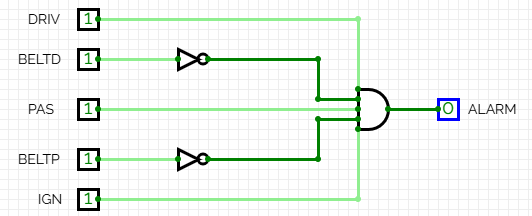 DRIV 1
BELTD 1
PAS 1 0 ALARM
BELTP 1
IGN 1